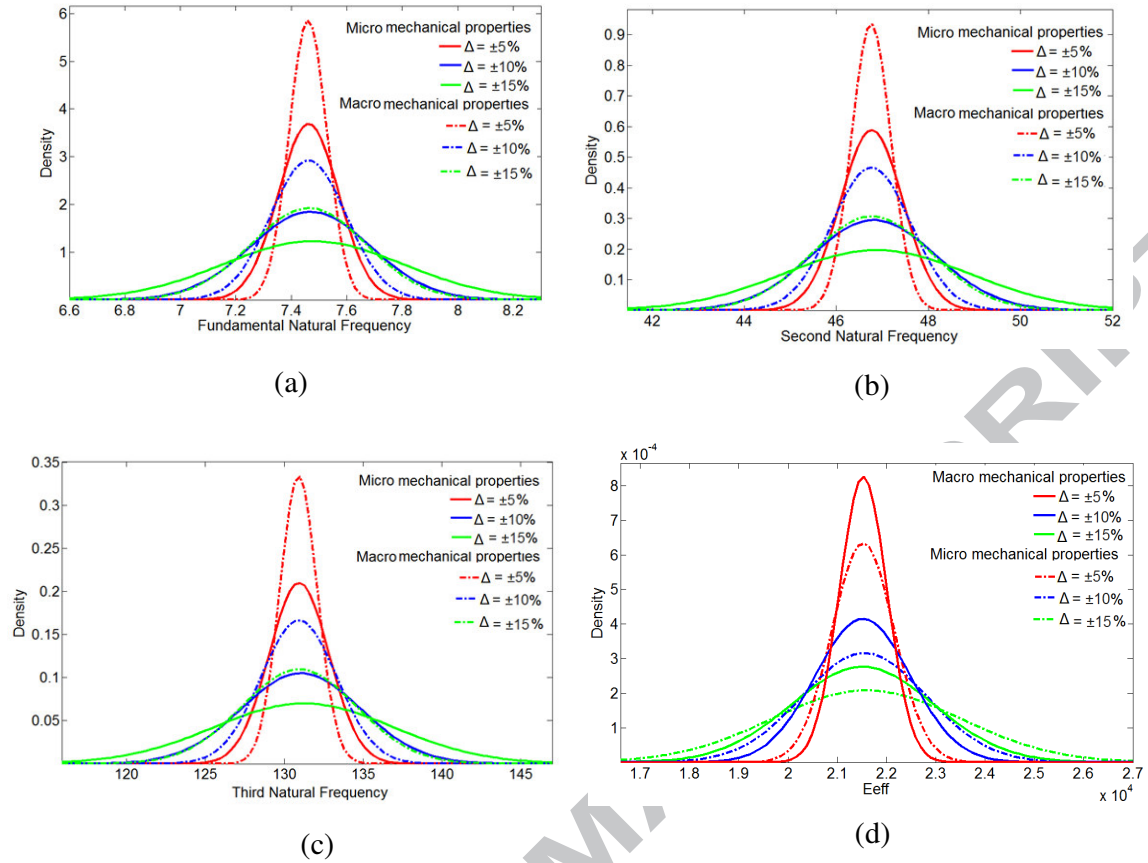 6
5
4
3
2
1
Density
Micro mechanical properties
Δ = ±5%
Δ = ±10%
Δ = ±15%
Macro mechanical properties
Δ = ±5%
Δ = ±10%
Δ = ±15%
6.6 6.8 7 7.2 7.4 7.6 7.8 8 8.2
Fundamental Natural Frequency
(a)
0.9
0.8
0.7
0.6
0.5
0.4
0.3
0.2
0.1
Density
Micro mechanical properties
Δ = ±5%
Δ = ±10%
Δ = ±15%
Macro mechanical properties
Δ = ±5%
Δ = ±10%
Δ = ±15%
42 44 46 48 50 52
Second Natural Frequency
(b)
0.35
0.30
0.25
0.20
0.15
0.10
0.05
Density
Micro mechanical properties
Δ = ±5%
Δ = ±10%
Δ = ±15%
Macro mechanical properties
Δ = ±5%
Δ = ±10%
Δ = ±15%
120 125 130 135 140 145
Third Natural Frequency
(c)
x 10-4
8
7
6
5
4
3
2
1
Density
Macro mechanical properties
Δ = ±5%
Δ = ±10%
Δ = ±15%
Micro mechanical properties
Δ = ±5%
Δ = ±10%
Δ = ±15%
1.7 1.8 1.9 2 2.1 2.2 2.3 2.4 2.5 2.6 2.7
Eeff
x 10^4
(d)